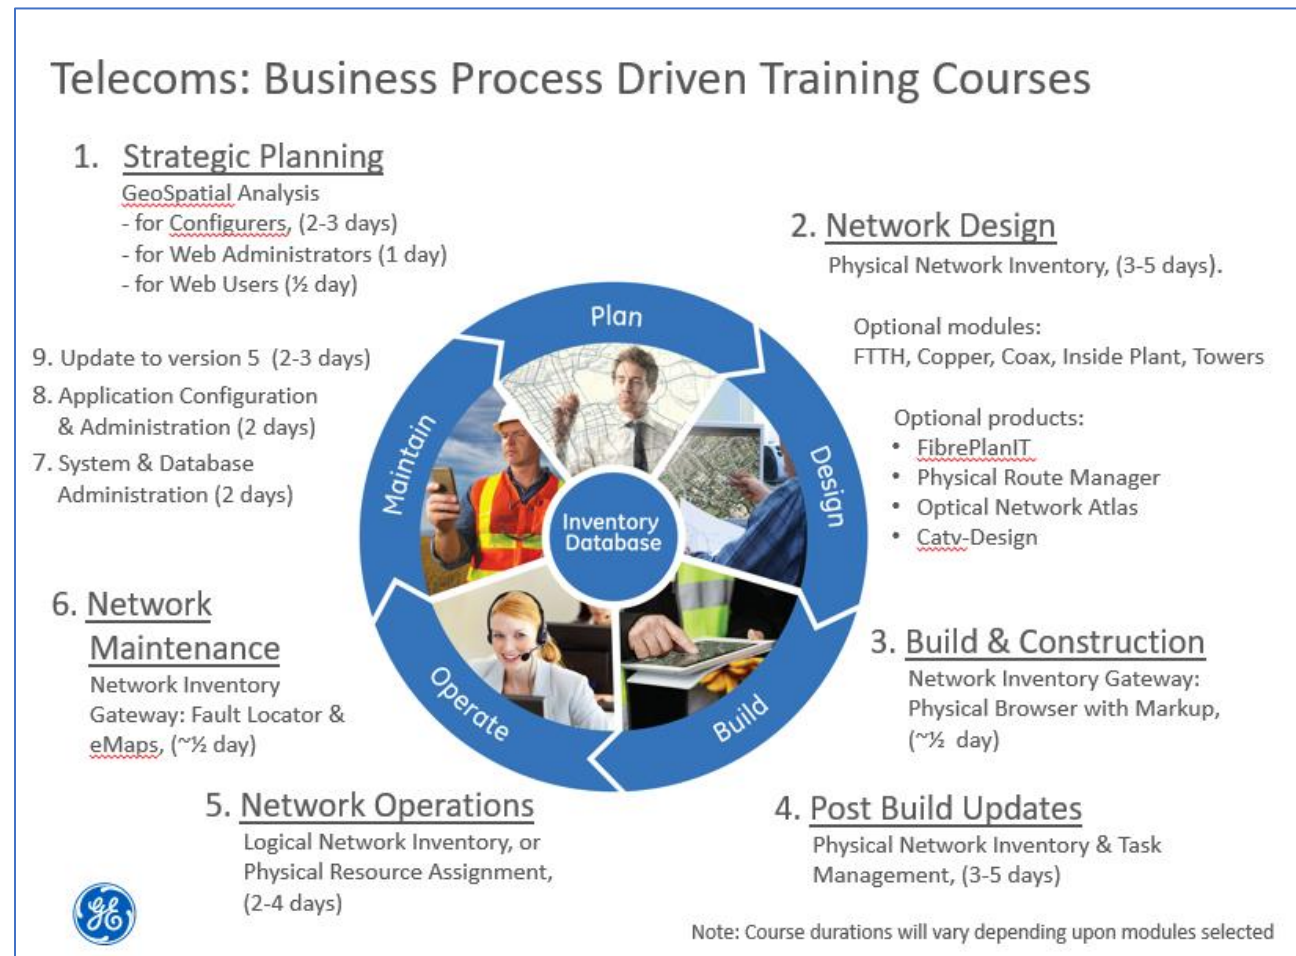 Telecoms: Business Process Driven Training Courses
1. Strategic Planning
GeoSpatial Analysis
- for Configurers, (2-3 days)
- for Web Administrators (1 day)
- for Web Users (½ day)
2. Network Design
Physical Network Inventory, (3-5 days).
Optional modules:
FTTH, Copper, Coax, Inside Plant, Towers
Optional products:
• FibrePlanIT
• Physical Route Manager
• Optical Network Atlas
• Catv-Design
9. Update to version 5 (2-3 days)
8. Application Configuration
& Administration (2 days)
7. System & Database
Administration (2 days)
Plan
Design
Build
Operate
Maintain
Inventory
Database
3. Build & Construction
Network Inventory Gateway:
Physical Browser with Markup,
(~½ day)
6. Network
Maintenance
Network Inventory
Gateway: Fault Locator &
eMaps, (~½ day)
5. Network Operations
Logical Network Inventory, or
Physical Resource Assignment,
(2-4 days)
4. Post Build Updates
Physical Network Inventory & Task
Management, (3-5 days)
GE
Note: Course durations will vary depending upon modules selected